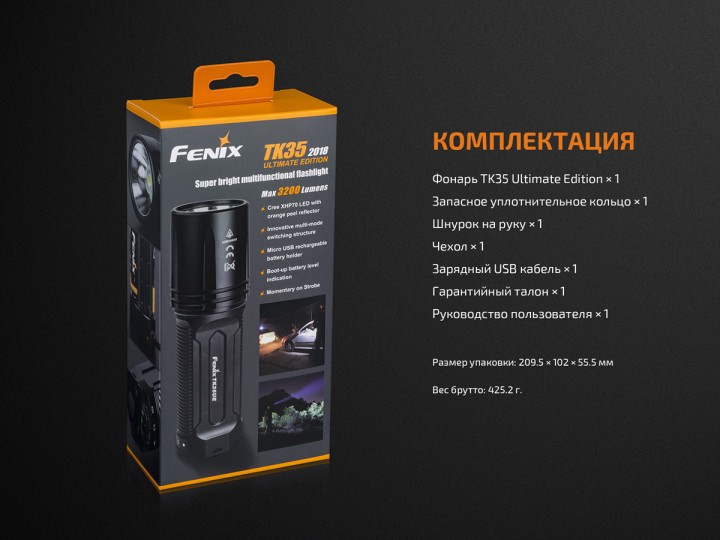 FENIX
TK35 2018
ULTIMATE EDITION
Super bright multifunctional flashlight
Max 3200 Lumens
Cree XHP70 LED with
orange peel reflector
Innovative multi-mode
switching structure
Micro USB rechargeable
battery holder
Boot-up battery level
indication
Momentary on Strobe
CE
FENIX TK35UE
КОМПЛЕКТАЦИЯ
Фонарь TK35 Ultimate Edition × 1
Запасное уплотнительное кольцо × 1
Шнурок на руку × 1
Чехол × 1
Зарядный USB кабель × 1
Гарантийный талон × 1
Руководство пользователя × 1
Размер упаковки: 209.5 × 102 × 55.5 мм
Вес брутто: 425.2 г.